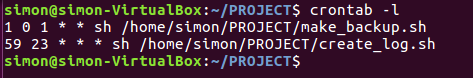 simon@simon-VirtualBox:~/PROJECT$ crontab -l
1 0 1 * * sh /home/simon/PROJECT/make_backup.sh
59 23 * * * sh /home/simon/PROJECT/create_log.sh
simon@simon-VirtualBox:~/PROJECT$